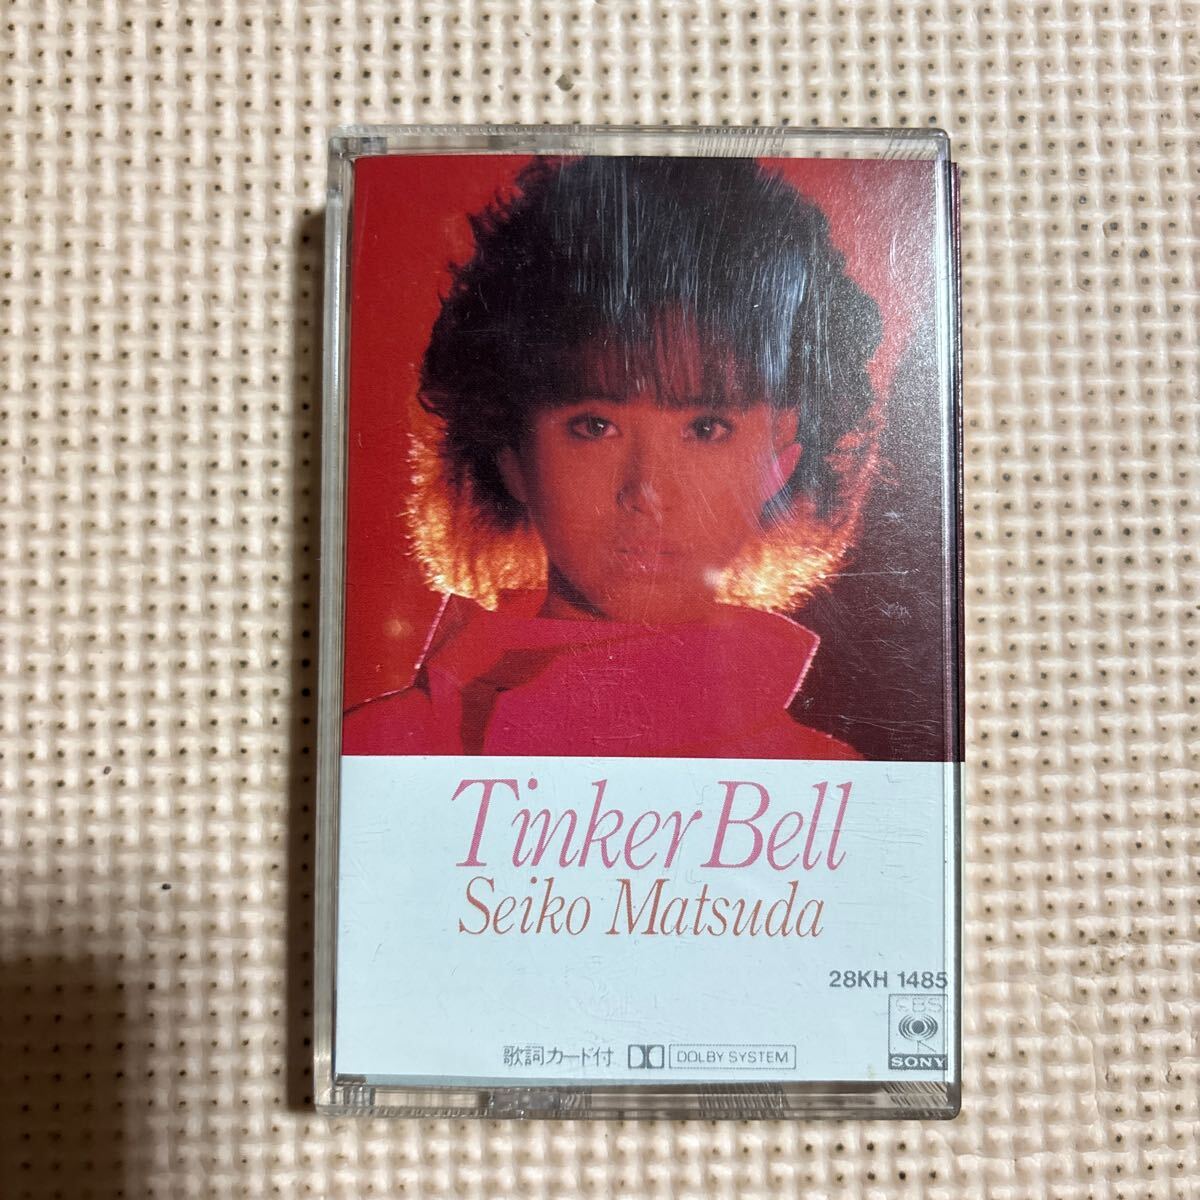 Tinker Bell
Seiko Matsuda
28KH 1485
CBS
SONY
歌詞カード付 DOLBY SYSTEM